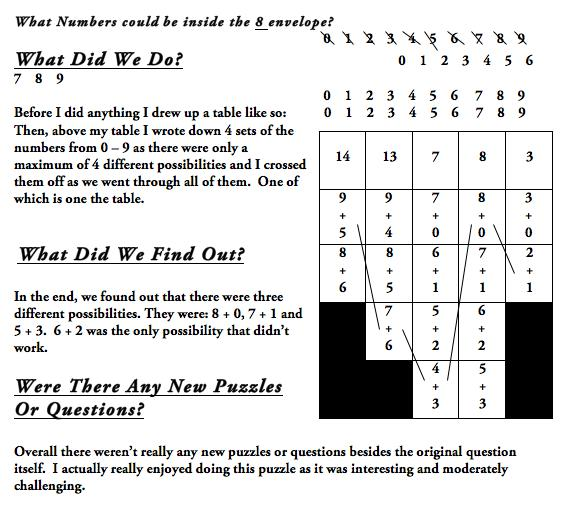 What Numbers could be inside the 8 envelope?
0 1 2 3 4 5 6 7 8 9
What Did We Do?
0 1 2 3 4 5 6
7 8 9
0 1 2 3 4 5 6 7 8 9
0 1 2 3 4 5 6 7 8 9
Before I did anything I drew up a table like so:
Then, above my table I wrote down 4 sets of the
numbers from 0 – 9 as there were only a
maximum of 4 different possibilities and I crossed
them off as we went through all of them. One of
which is one the table.
What Did We Find Out?
In the end, we found out that there were three
different possibilities. They were: 8 + 0, 7 + 1 and
5 + 3. 6 + 2 was the only possibility that didn't
work.
Were There Any New Puzzles
Or Questions?
14 13 7 8 3
9 9 7 8 3
+ + + + +
5 4 0 0 0
8 8 6 7 2
+ + + + +
6 5 1 1 1
7 5 6
+ + +
6 2 2
4 5
+ +
3 3
Overall there weren't really any new puzzles or questions besides the original question
itself. I actually really enjoyed doing this puzzle as it was interesting and moderately
challenging.